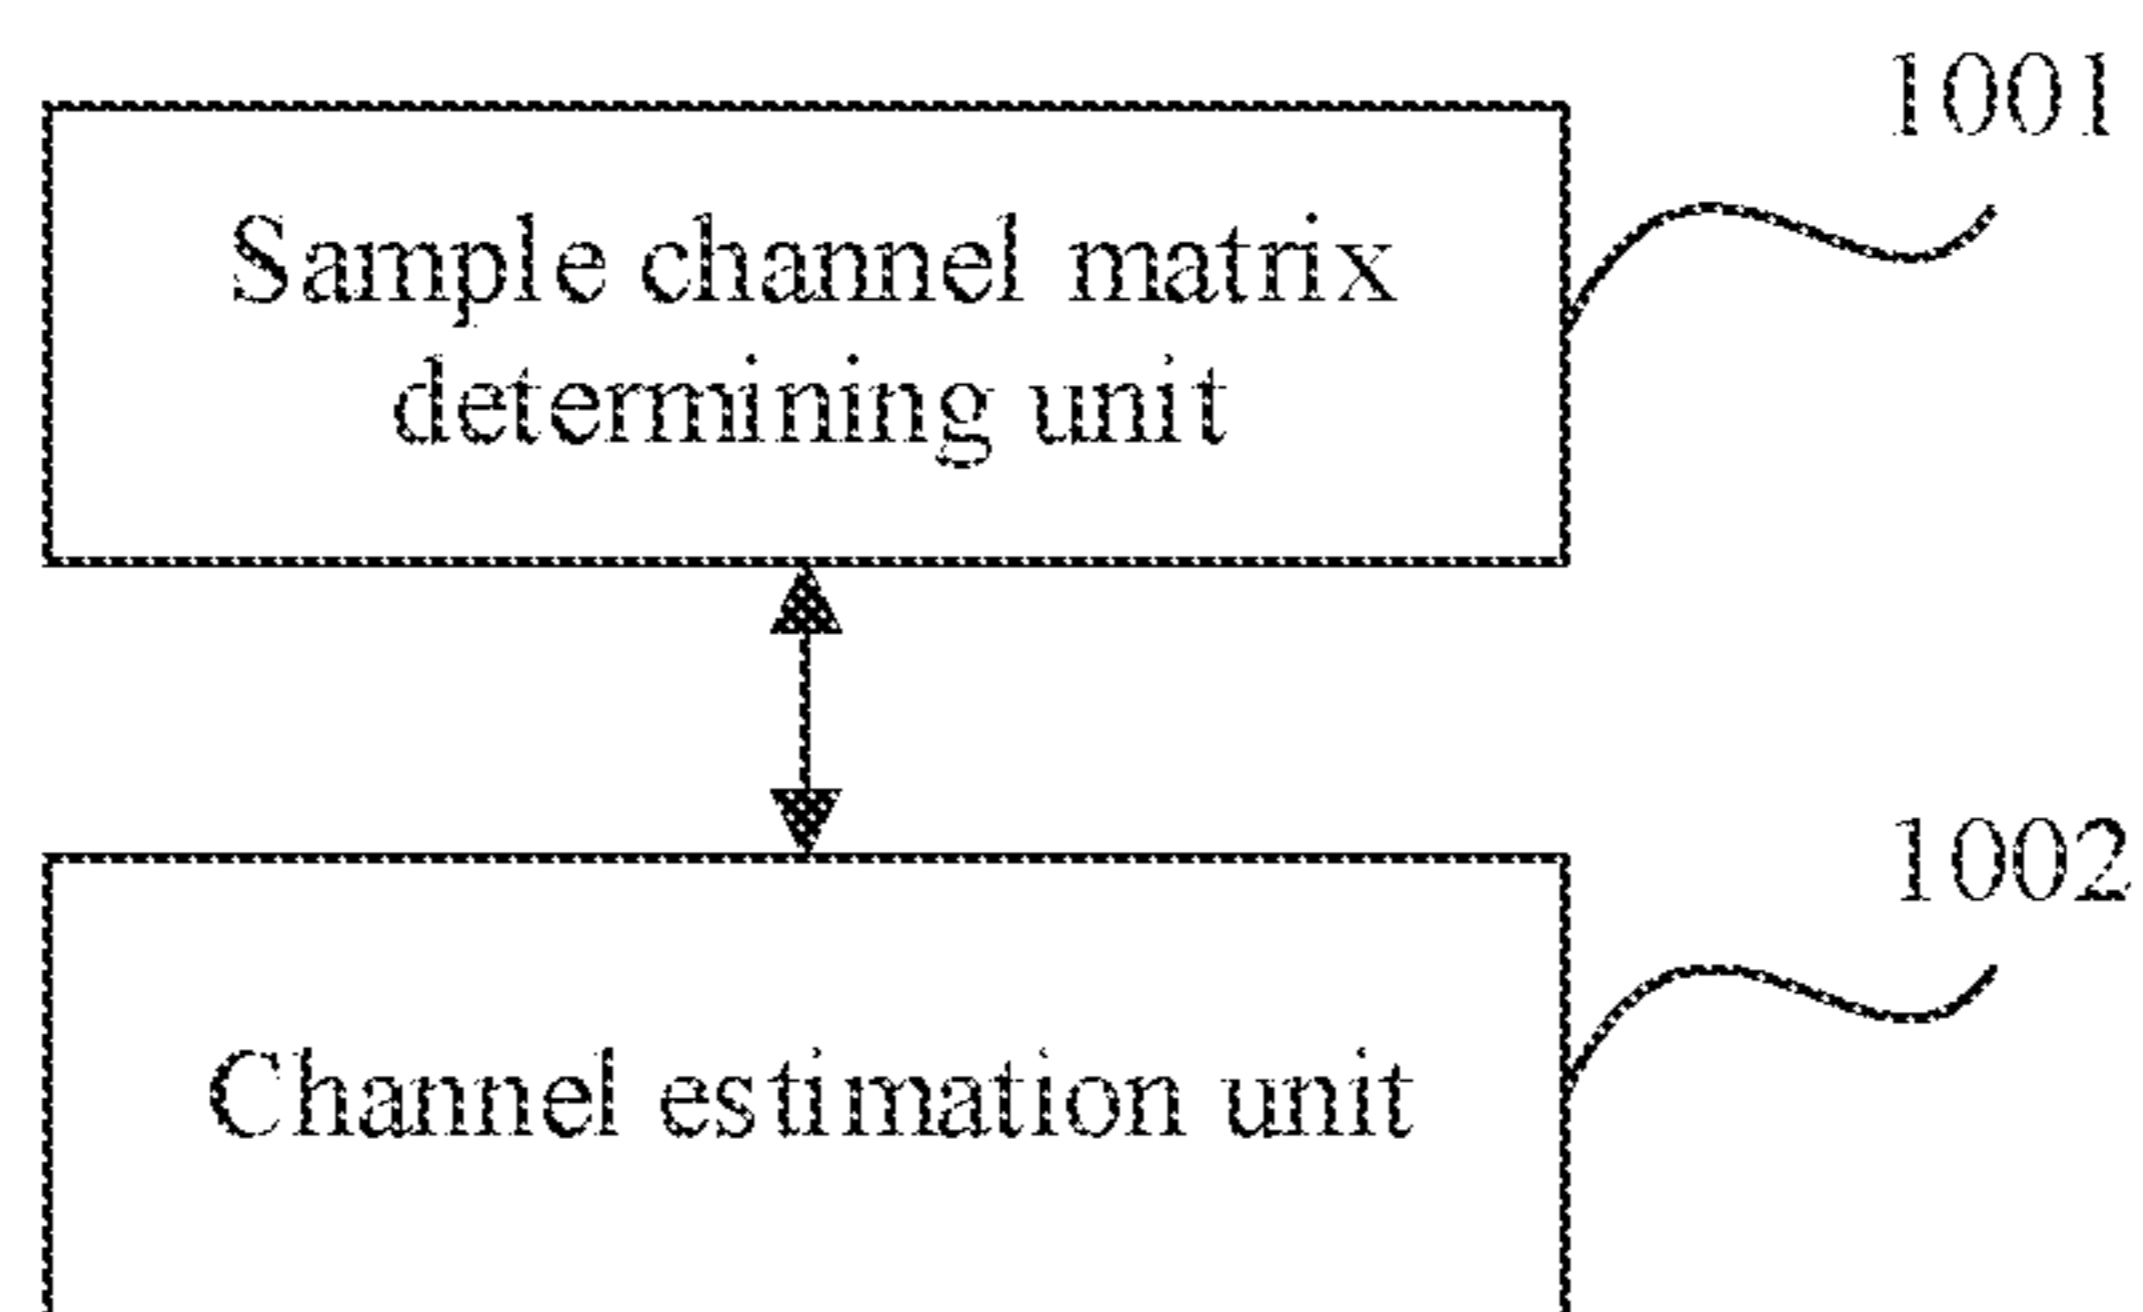 1001
Sample channel matrix
determining unit
1002
Channel estimation unit